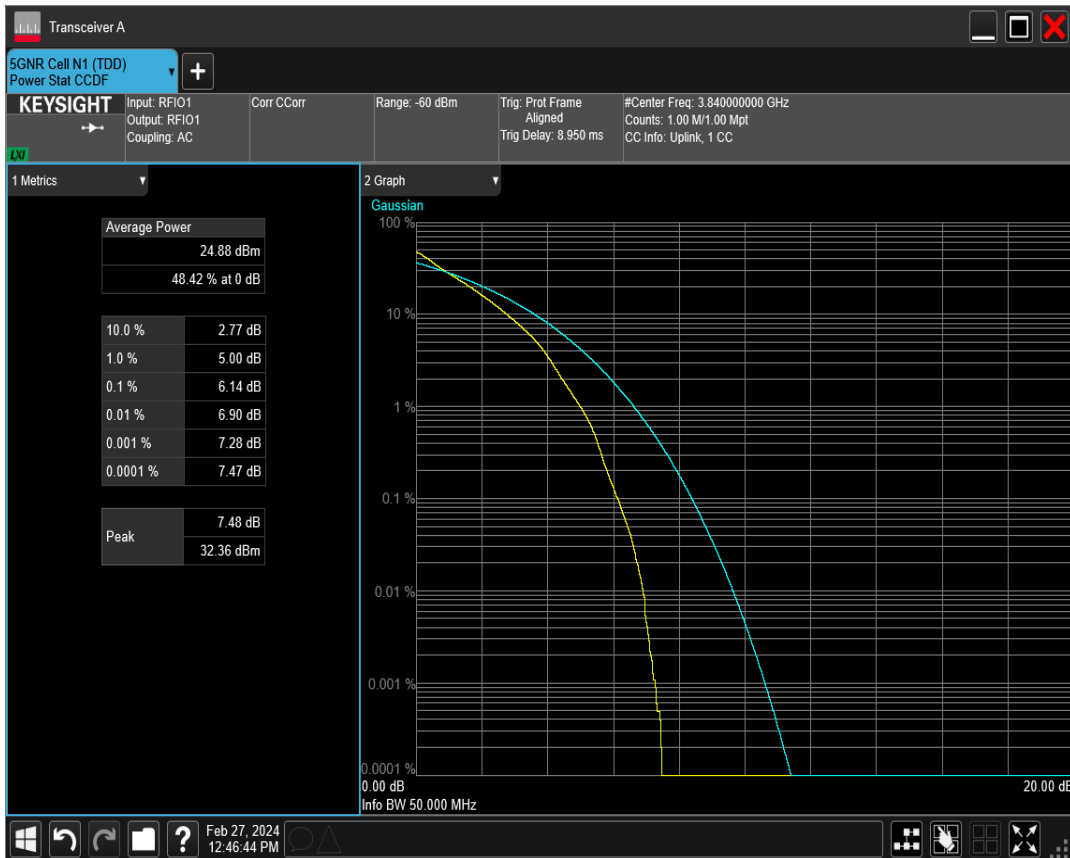 Transceiver A
5GNR Cell N1 (TDD)
Power Stat CCDF
KEYSIGHT
LXI
Input: RFIO1
Output: RFIO1
Coupling: AC
Corr CCorr
Range: -60 dBm
Trig: Prot Frame
Aligned
Trig Delay: 8.950 ms
#Center Freq: 3.840000000 GHz
Counts: 1.00 M/1.00 Mpt
CC Info: Uplink, 1 CC
1 Metrics
Average Power
24.88 dBm
48.42 % at 0 dB
10.0 % 2.77 dB
1.0 % 5.00 dB
0.1 % 6.14 dB
0.01 % 6.90 dB
0.001 % 7.28 dB
0.0001 % 7.47 dB
Peak
7.48 dB
32.36 dBm
2 Graph
Gaussian
100 %
10 %
1 %
0.1 %
0.01 %
0.001 %
0.0001 %
0.00 dB 20.00 dB
Info BW 50.000 MHz
?
Feb 27, 2024
12:46:44 PM